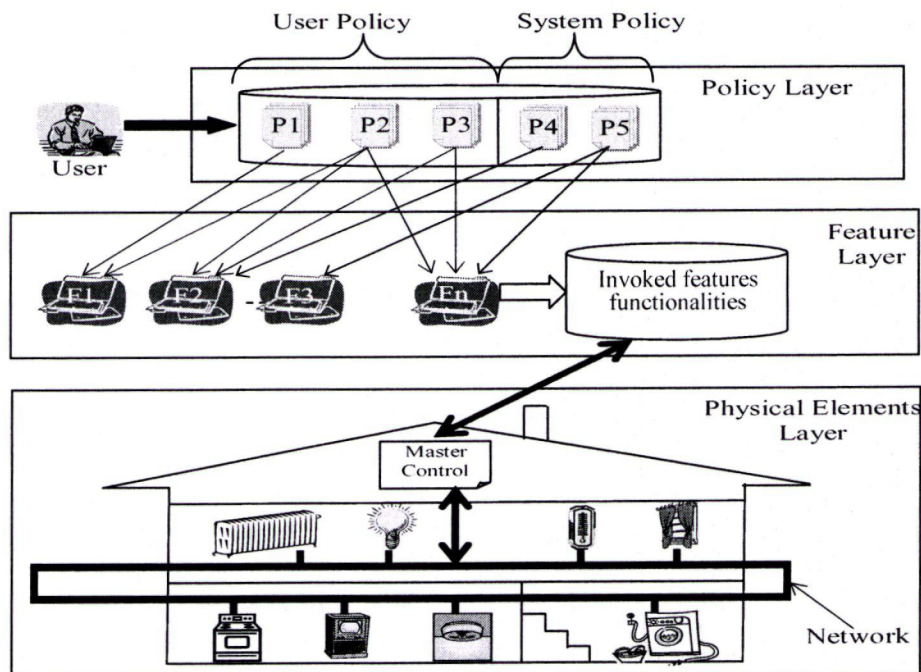 User Policy
System Policy
Policy Layer
P1
P2
P3
P4
P5
User
Feature
Layer
F1
F2
-
F3
Fn
Invoked features
functionalities
Physical Elements
Layer
Master
Control
Network